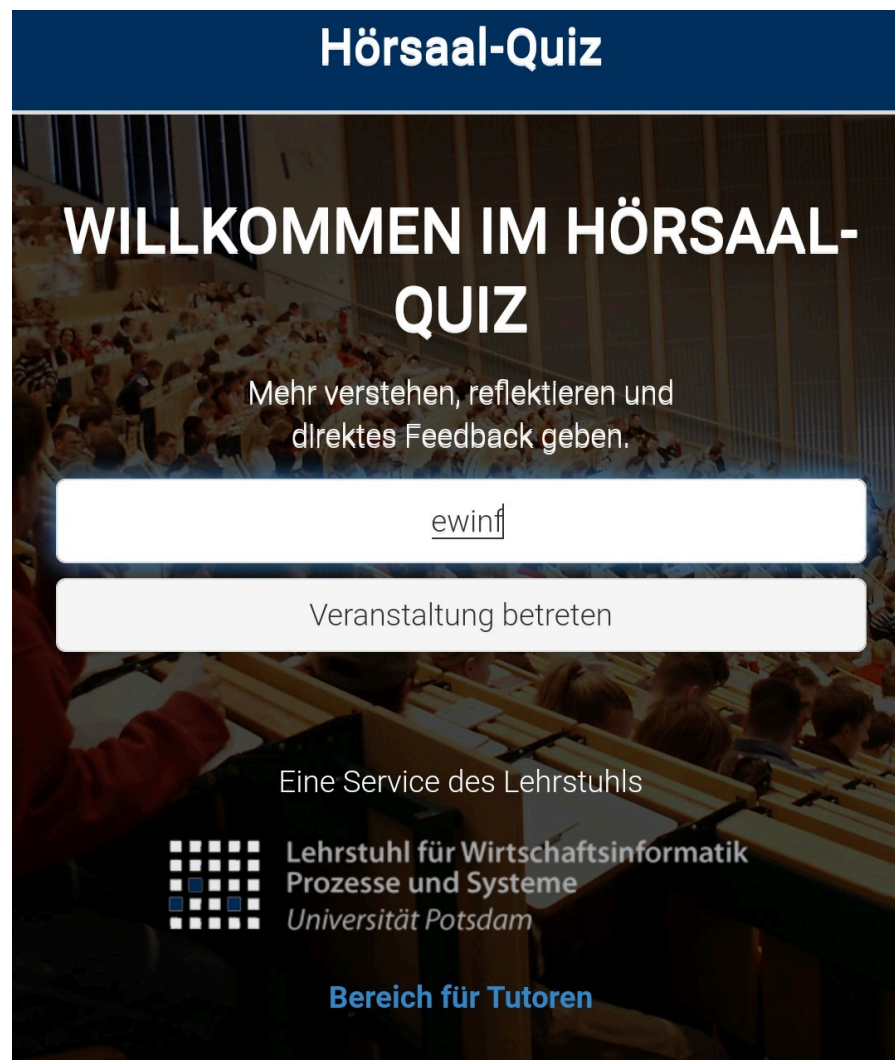 Hörsaal-Quiz
WILLKOMMEN IM HÖRSAAL-
QUIZ
Mehr verstehen, reflektieren und
direktes Feedback geben.
ewinf
Veranstaltung betreten
Eine Service des Lehrstuhls
Lehrstuhl für Wirtschaftsinformatik
Prozesse und Systeme
Universität Potsdam
Bereich für Tutoren